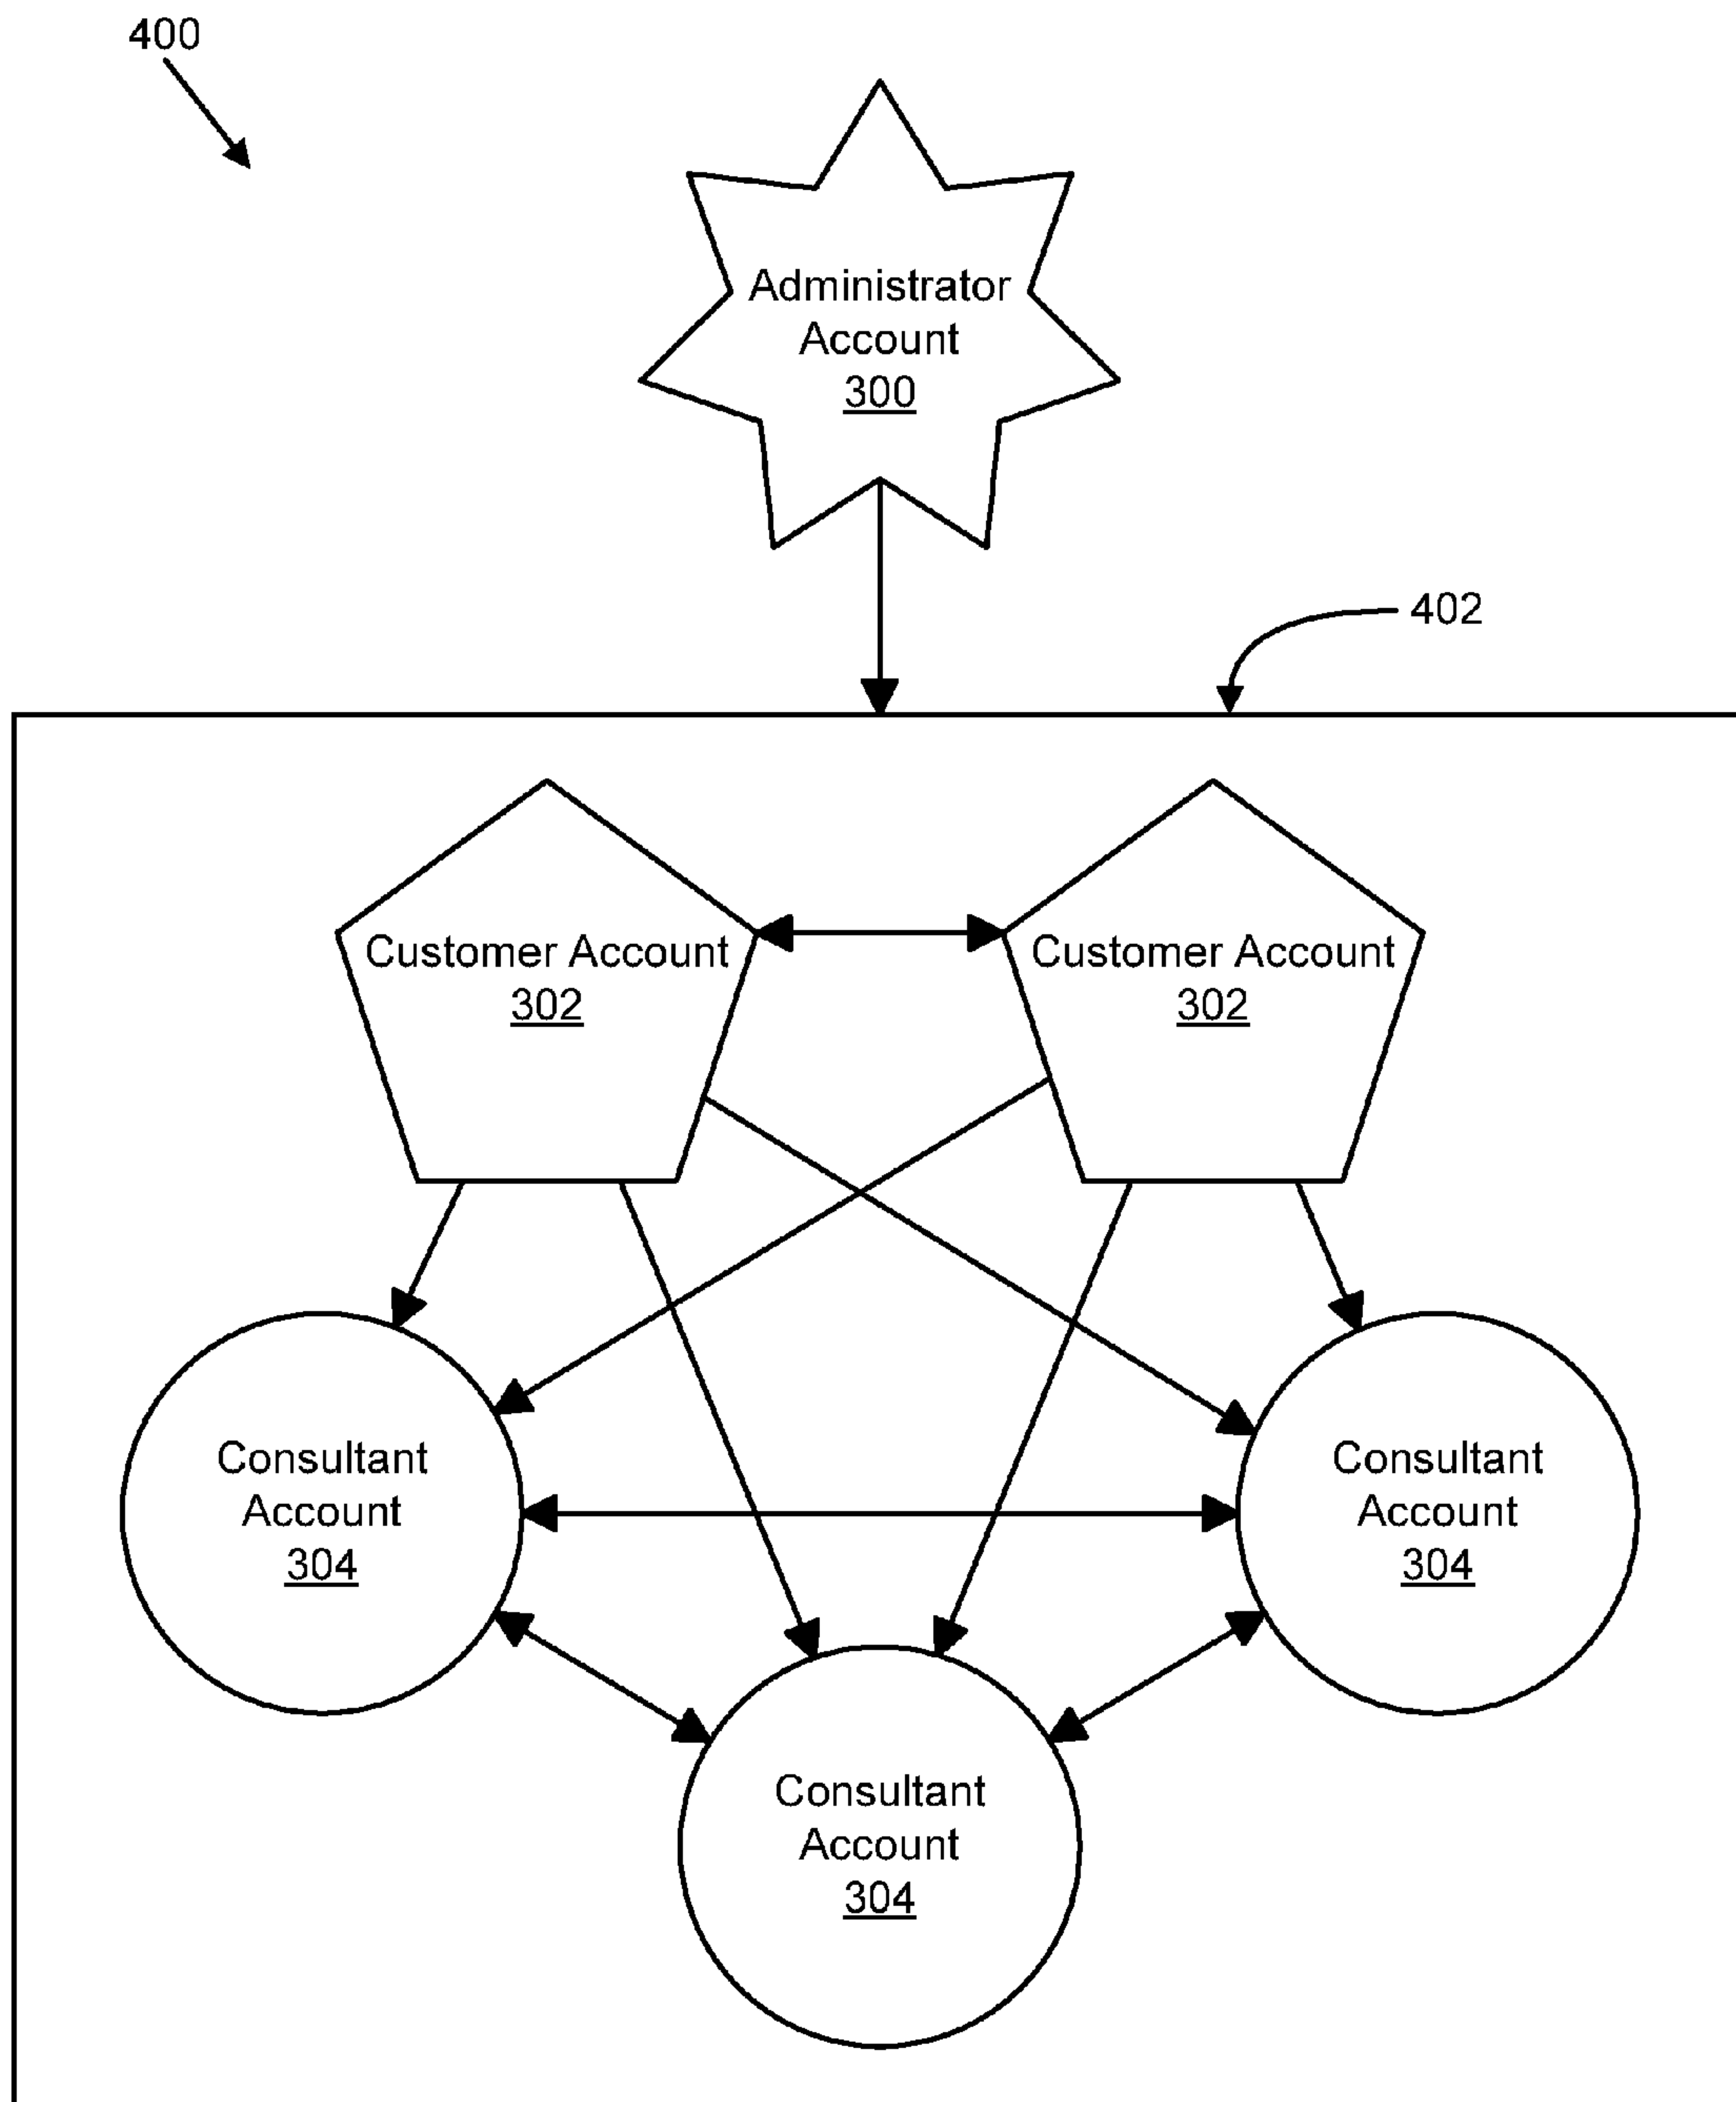 400
Administrator
Account
300
402
Customer Account
302
Customer Account
302
Consultant
Account
304
Consultant
Account
304
Consultant
Account
304